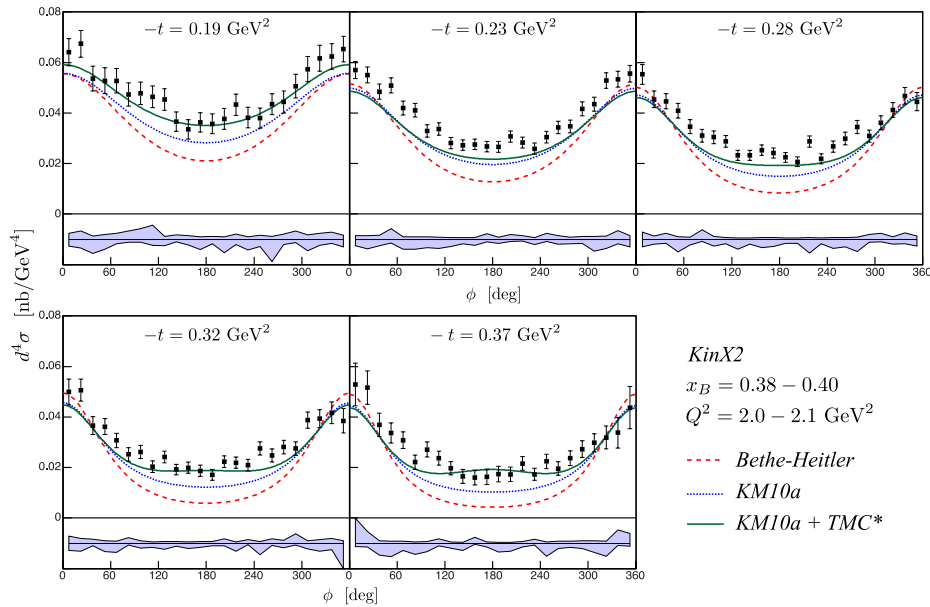 −t = 0.19 GeV²
−t = 0.23 GeV²
−t = 0.28 GeV²
0.08
0.06
0.04
0.02
0
0 60 120 180 240 300 0 60 120 180 240 300 0 60 120 180 240 300 360
ϕ [deg]
ϕ [deg]
d⁴σ [nb/GeV⁴]
−t = 0.32 GeV²
− t = 0.37 GeV²
0.08
0.06
0.04
0.02
0
0 60 120 180 240 300 0 60 120 180 240 300 360
ϕ [deg]
ϕ [deg]
KinX2
x_B = 0.38 − 0.40
Q² = 2.0 − 2.1 GeV²
Bethe-Heitler
KM10a
KM10a + TMC*